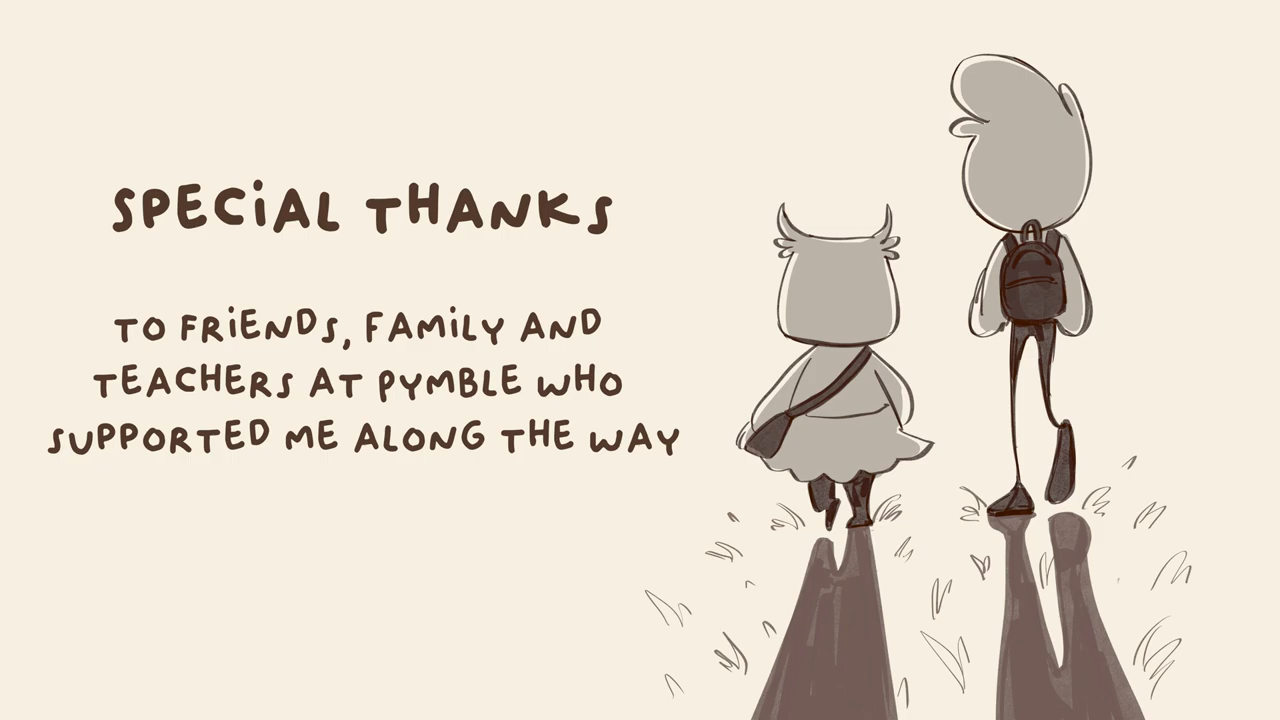 SPECiAL THANKS
TO FRiENDS, FAMiLY AND
TEACHERS AT PYMBLE WHO
SUPPORTED ME ALONG THE WAY